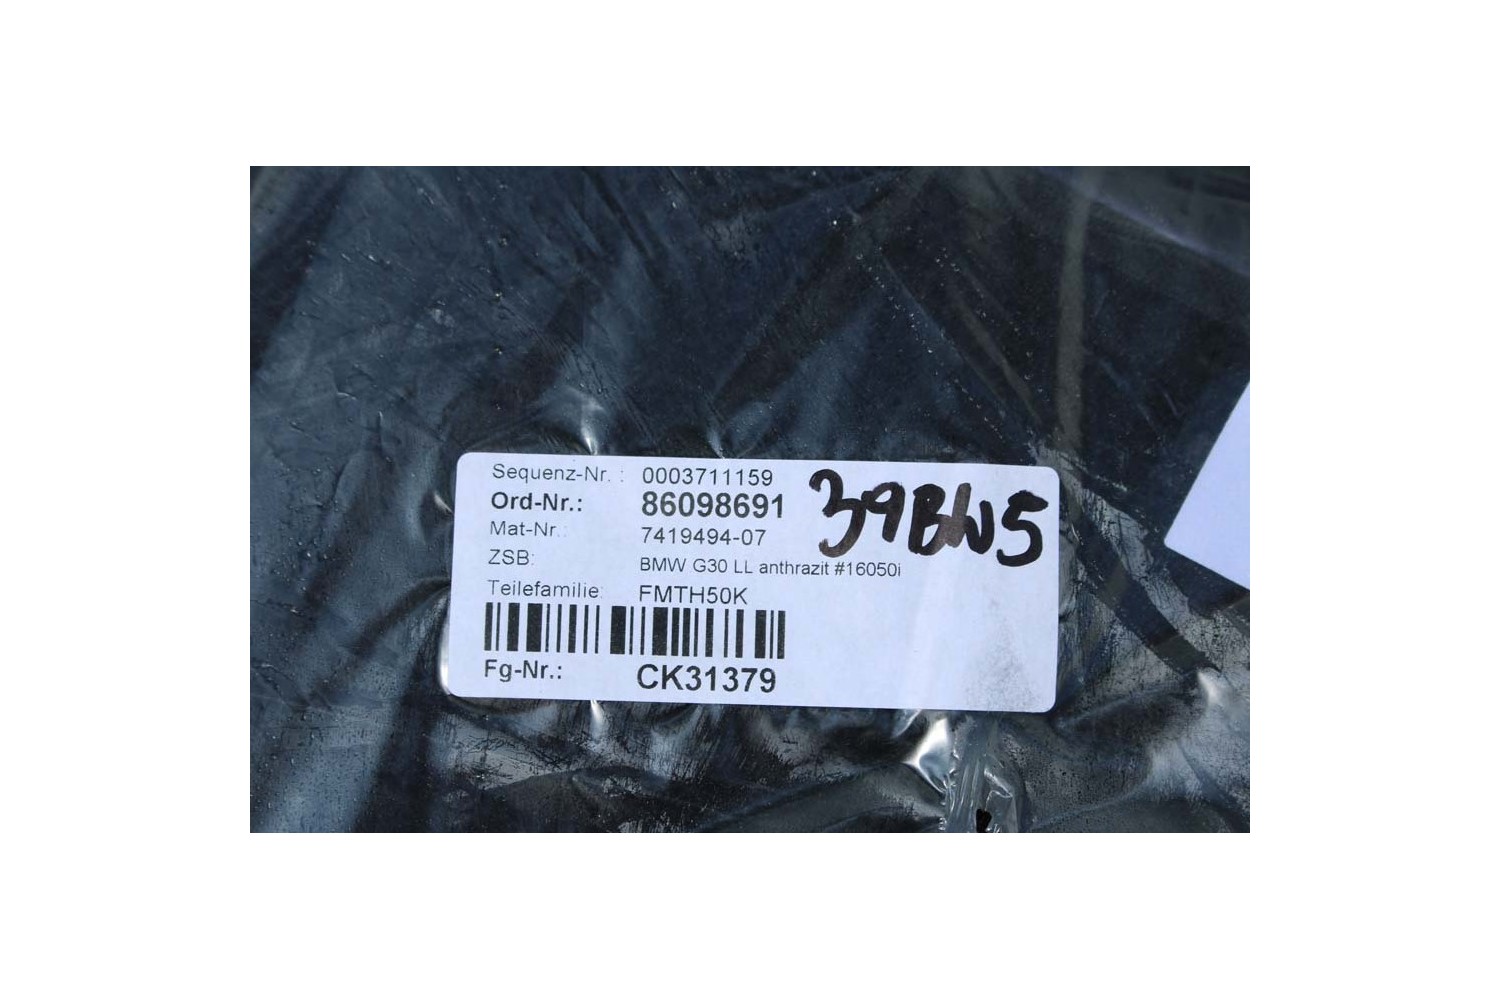 Sequenz-Nr. : 0003711159
Ord-Nr.: 86098691
39BW5
Mat-Nr.: 7419494-07
ZSB: BMW G30 LL anthrazit #16050i
Teilefamilie: FMTH50K
Fg-Nr.: CK31379